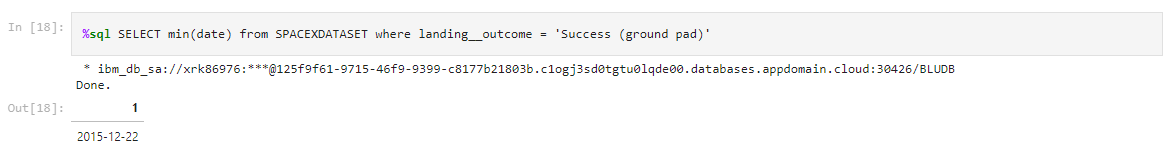 In [18]: %sql SELECT min(date) from SPACEXDATASET where landing__outcome = 'Success (ground pad)'
* ibm_db_sa://xrk86976:***@125f9f61-9715-46f9-9399-c8177b21803b.c1ogj3sd0tgtu0lqde00.databases.appdomain.cloud:30426/BLUDB
Done.
Out[18]: 1
2015-12-22